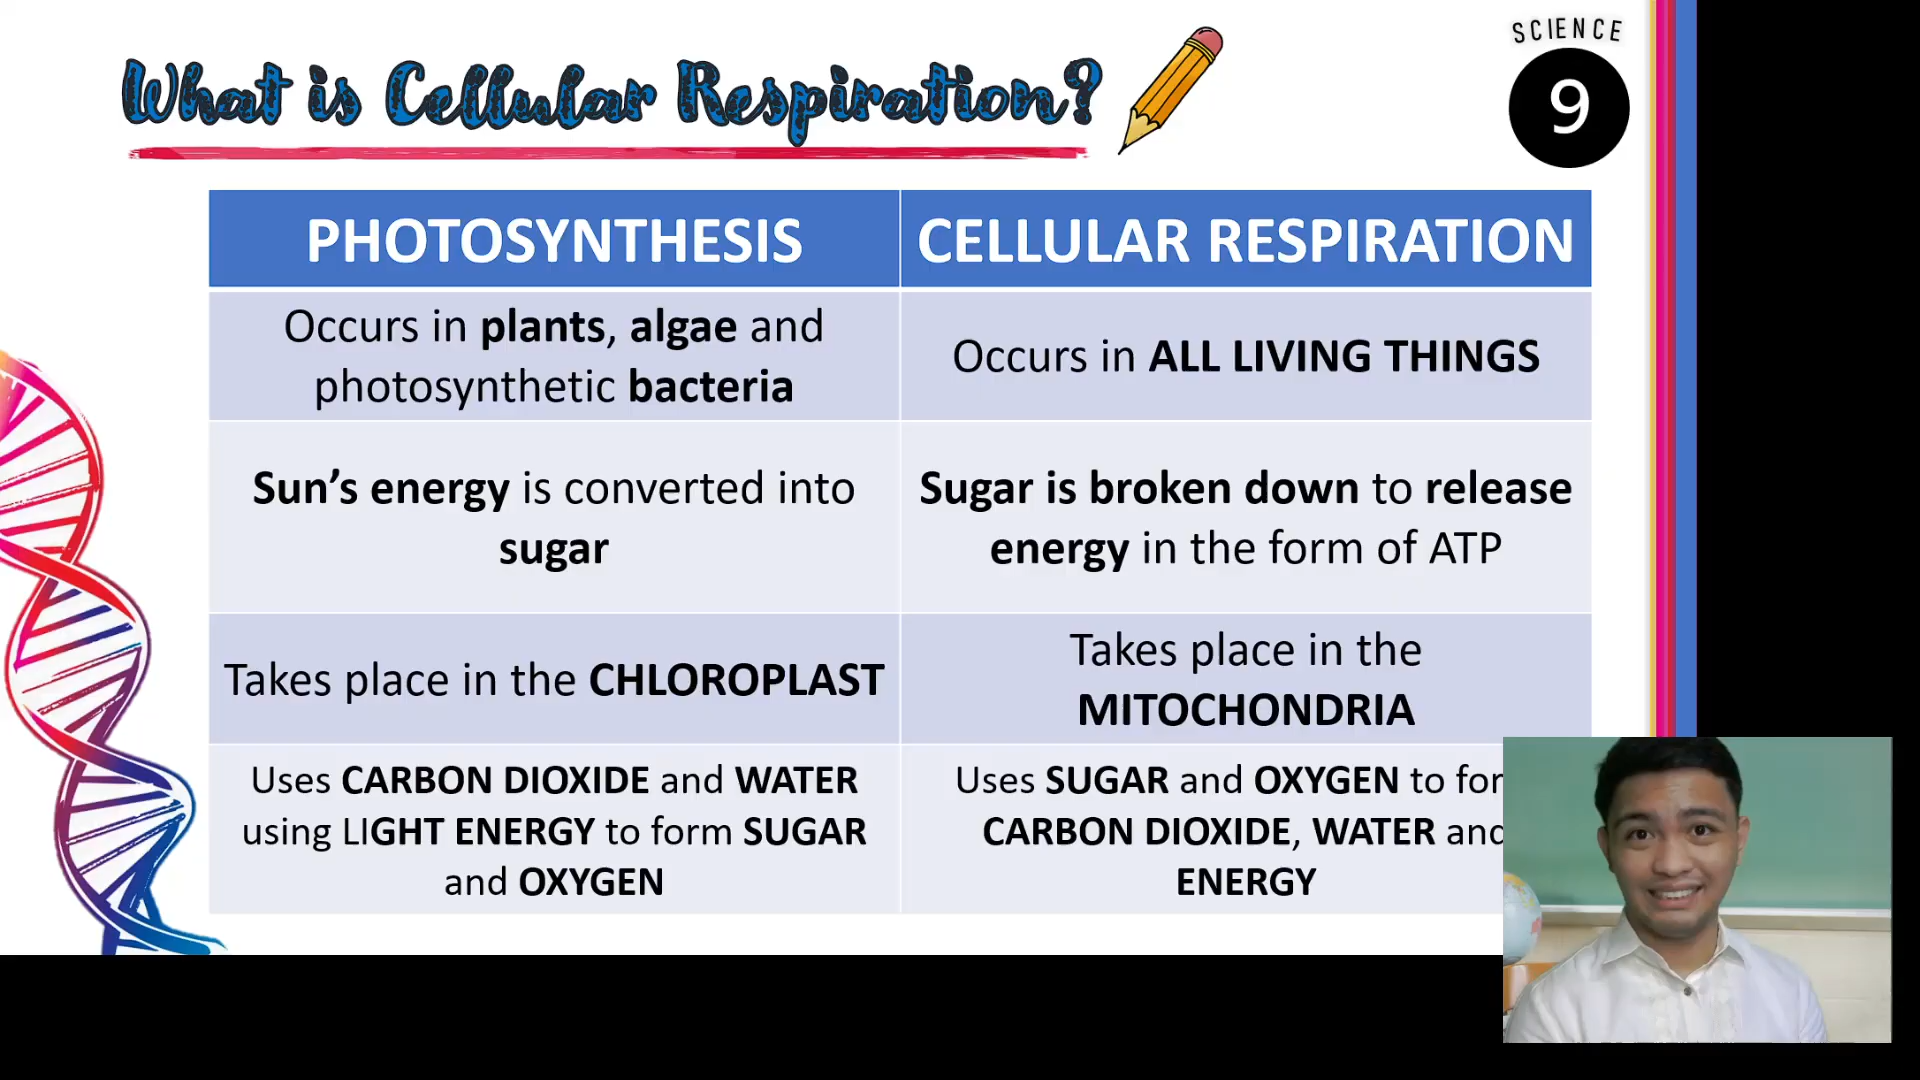 What is Cellular Respiration?
SCIENCE
9
PHOTOSYNTHESIS
CELLULAR RESPIRATION
Occurs in plants, algae and
photosynthetic bacteria
Occurs in ALL LIVING THINGS
Sun’s energy is converted into
sugar
Sugar is broken down to release
energy in the form of ATP
Takes place in the CHLOROPLAST
Takes place in the
MITOCHONDRIA
Uses CARBON DIOXIDE and WATER
using LIGHT ENERGY to form SUGAR
and OXYGEN
Uses SUGAR and OXYGEN to
CARBON DIOXIDE, WATER and
ENERGY